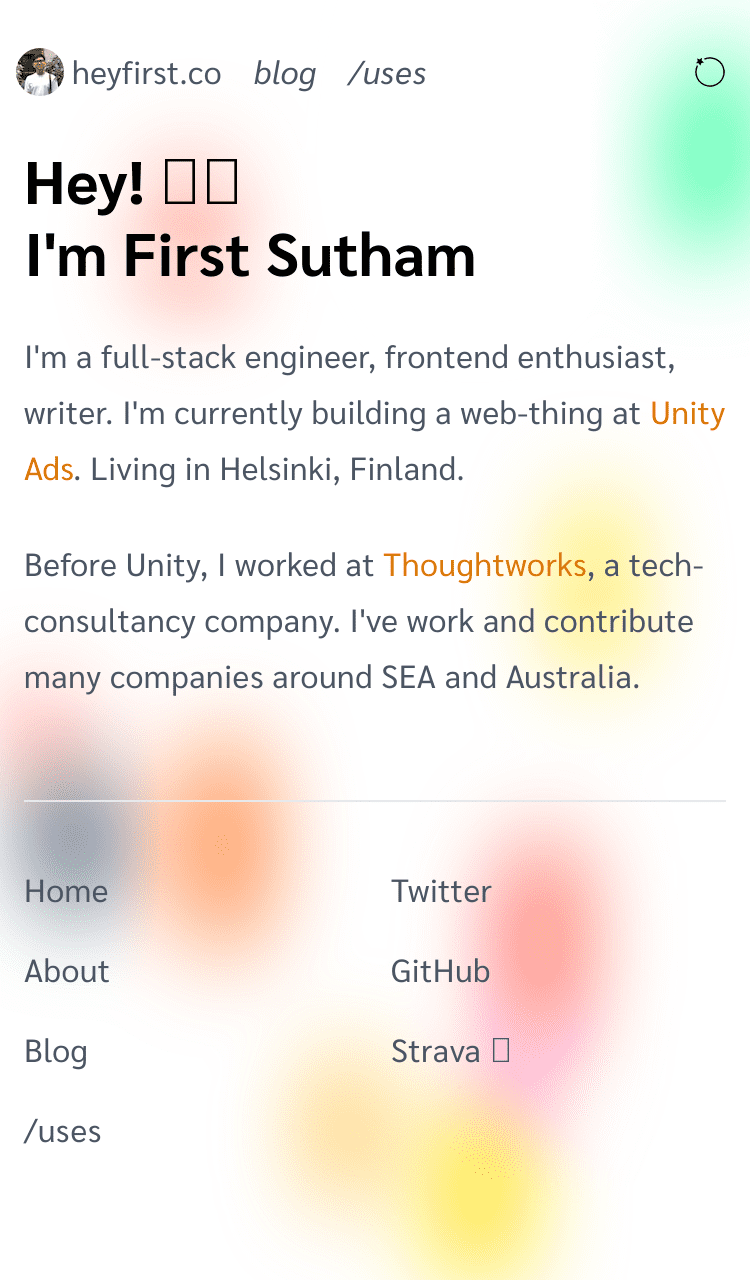 heyfirst.co blog /uses
Hey!
I'm First Sutham
I'm a full-stack engineer, frontend enthusiast,
writer. I'm currently building a web-thing at Unity
Ads. Living in Helsinki, Finland.
Before Unity, I worked at Thoughtworks, a tech-
consultancy company. I've work and contribute
many companies around SEA and Australia.
Home
About
Blog
/uses
Twitter
GitHub
Strava